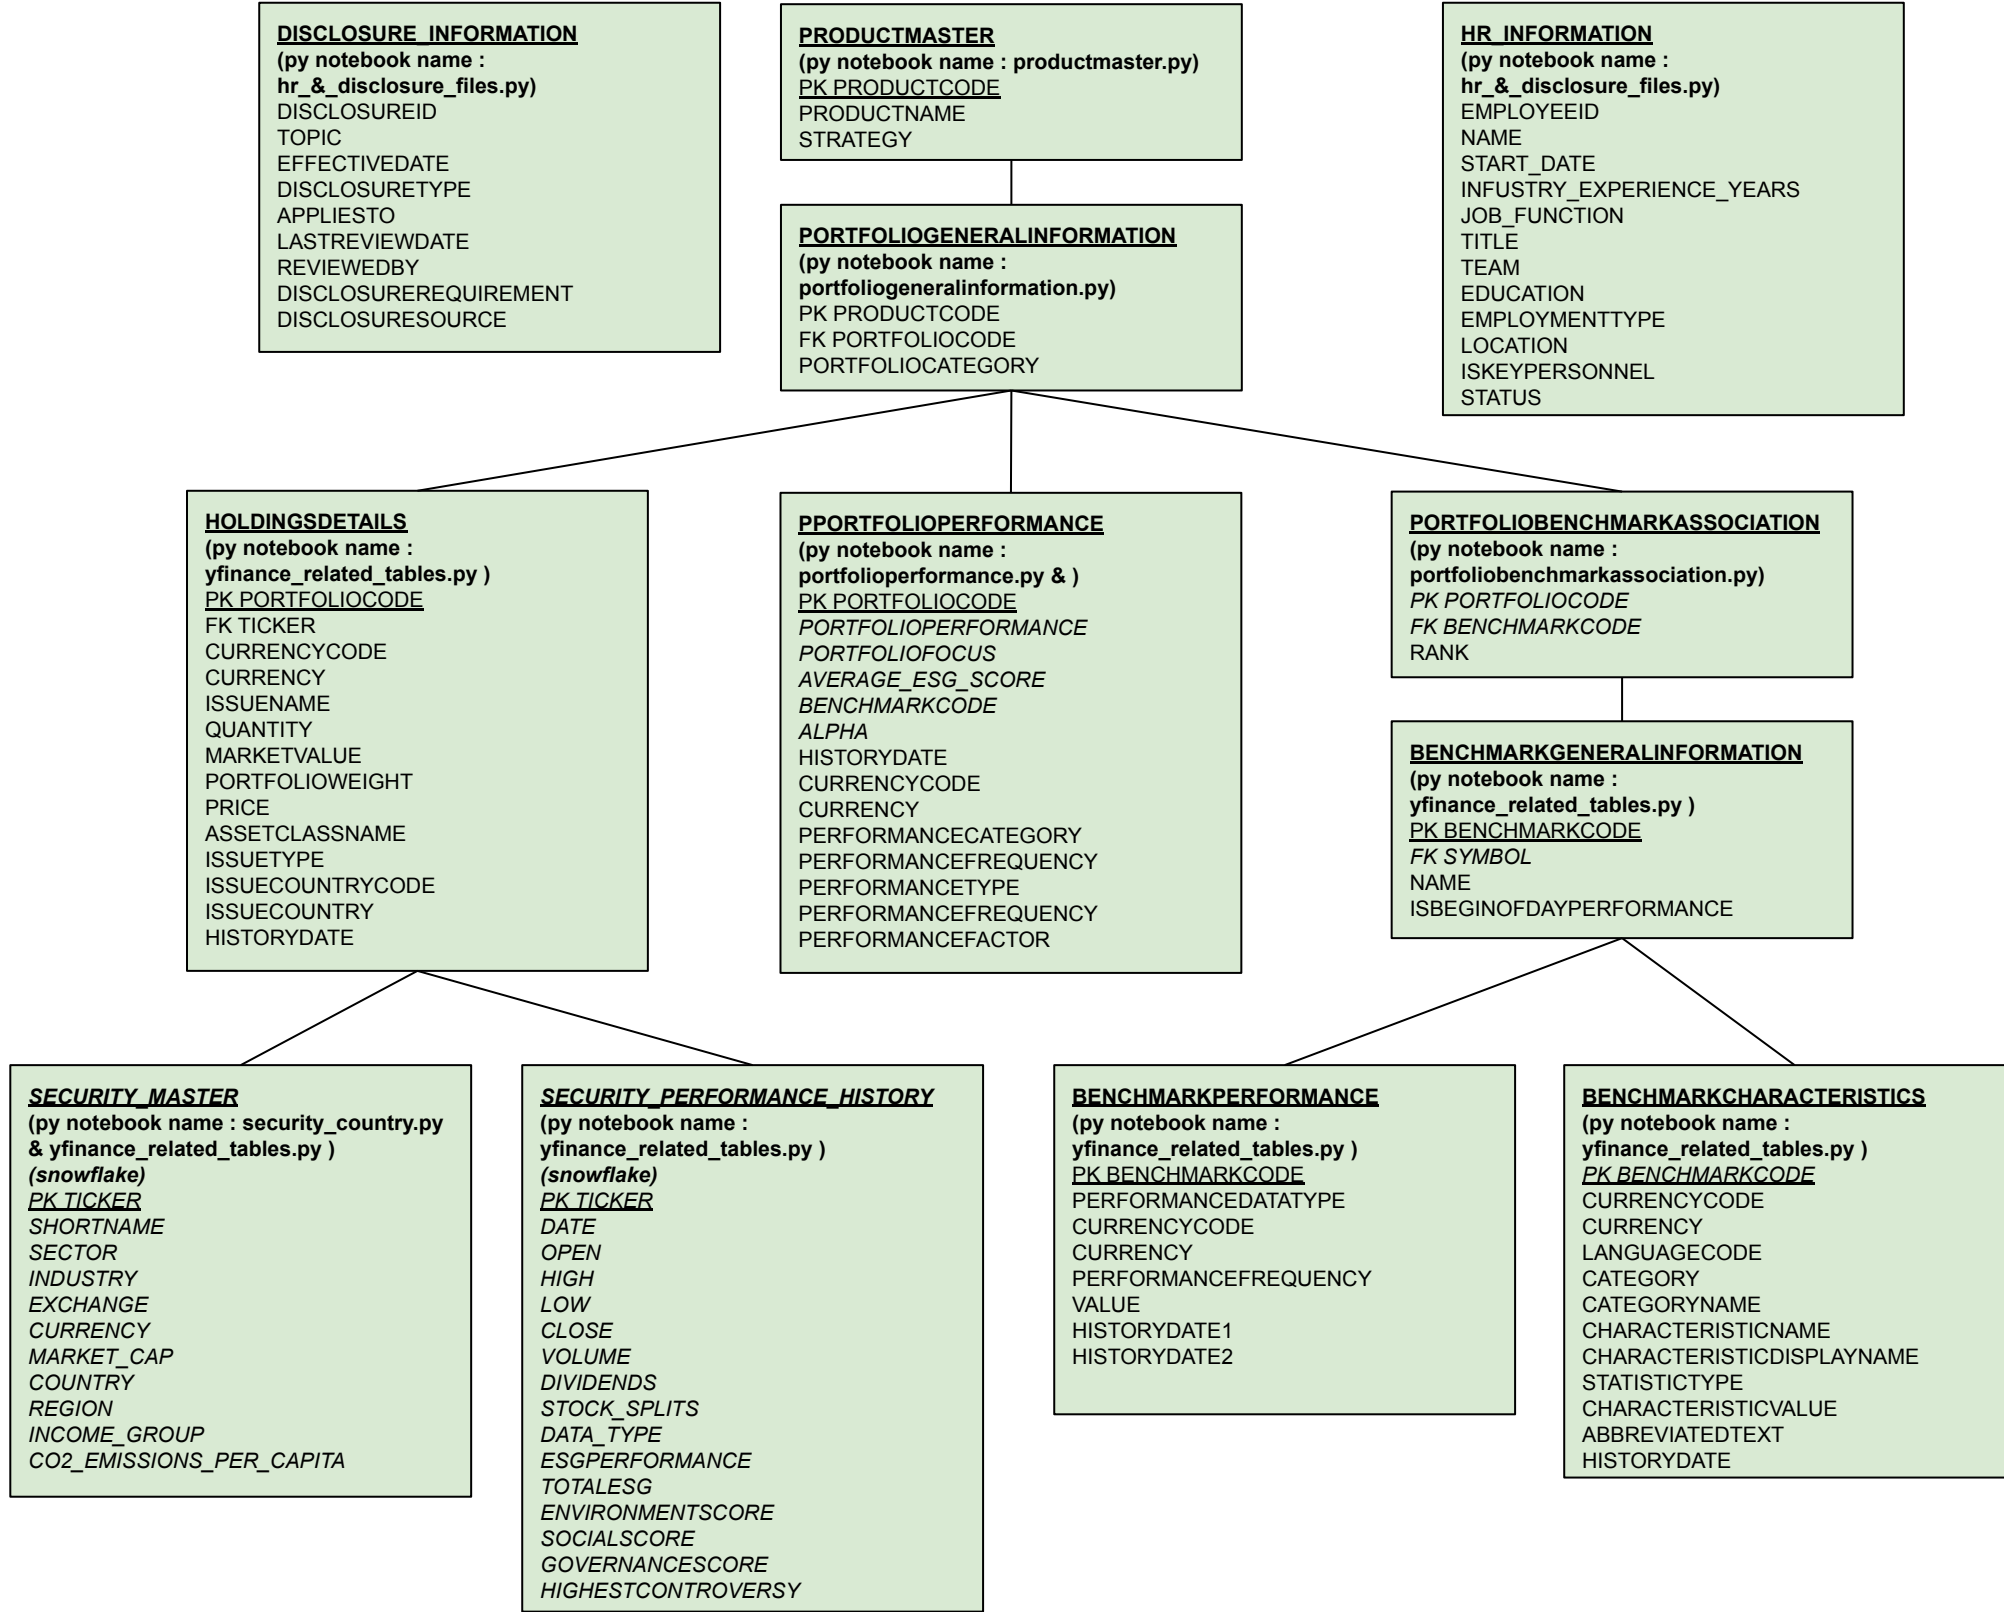 DISCLOSURE_INFORMATION
(py notebook name :
hr_&_disclosure_files.py)
DISCLOSUREID
TOPIC
EFFECTIVEDATE
DISCLOSURETYPE
APPLIESTO
LASTREVIEWDATE
REVIEWEDBY
DISCLOSUREREQUIREMENT
DISCLOSURESOURCE
PRODUCTMASTER
(py notebook name : productmaster.py)
PK PRODUCTCODE
PRODUCTNAME
STRATEGY
HR_INFORMATION
(py notebook name :
hr_&_disclosure_files.py)
EMPLOYEEID
NAME
START_DATE
INFUSTRY_EXPERIENCE_YEARS
JOB_FUNCTION
TITLE
TEAM
EDUCATION
EMPLOYMENTTYPE
LOCATION
ISKEYPERSONNEL
STATUS
PORTFOLIOGENERALINFORMATION
(py notebook name :
portfoliogeneralinformation.py)
PK PRODUCTCODE
FK PORTFOLIOCODE
PORTFOLIOCATEGORY
HOLDINGSDETAILS
(py notebook name :
yfinance_related_tables.py )
PK PORTFOLIOCODE
FK TICKER
CURRENCYCODE
CURRENCY
ISSUENAME
QUANTITY
MARKETVALUE
PORTFOLIOWEIGHT
PRICE
ASSETCLASSNAME
ISSUETYPE
ISSUECOUNTRYCODE
ISSUECOUNTRY
HISTORYDATE
PPORTFOLIOPERFORMANCE
(py notebook name :
portfolioperformance.py & )
PK PORTFOLIOCODE
PORTFOLIOPERFORMANCE
PORTFOLIOFOCUS
AVERAGE_ESG_SCORE
BENCHMARKCODE
ALPHA
HISTORYDATE
CURRENCYCODE
CURRENCY
PERFORMANCECATEGORY
PERFORMANCEFREQUENCY
PERFORMANCETYPE
PERFORMANCEFREQUENCY
PERFORMANCEFACTOR
PORTFOLIOBENCHMARKASSOCIATION
(py notebook name :
portfoliobenchmarkassociation.py)
PK PORTFOLIOCODE
FK BENCHMARKCODE
RANK
BENCHMARKGENERALINFORMATION
(py notebook name :
yfinance_related_tables.py )
PK BENCHMARKCODE
FK SYMBOL
NAME
ISBEGINOFDAYPERFORMANCE
SECURITY_MASTER
(py notebook name : security_country.py
& yfinance_related_tables.py )
(snowflake)
PK TICKER
SHORTNAME
SECTOR
INDUSTRY
EXCHANGE
CURRENCY
MARKET_CAP
COUNTRY
REGION
INCOME_GROUP
CO2_EMISSIONS_PER_CAPITA
SECURITY_PERFORMANCE_HISTORY
(py notebook name :
yfinance_related_tables.py )
(snowflake)
PK TICKER
DATE
OPEN
HIGH
LOW
CLOSE
VOLUME
DIVIDENDS
STOCK_SPLITS
DATA_TYPE
ESGPERFORMANCE
TOTALESG
ENVIRONMENTSCORE
SOCIALSCORE
GOVERNANCESCORE
HIGHESTCONTROVERSY
BENCHMARKPERFORMANCE
(py notebook name :
yfinance_related_tables.py )
PK BENCHMARKCODE
PERFORMANCEDATATYPE
CURRENCYCODE
CURRENCY
PERFORMANCEFREQUENCY
VALUE
HISTORYDATE1
HISTORYDATE2
BENCHMARKCHARACTERISTICS
(py notebook name :
yfinance_related_tables.py )
PK BENCHMARKCODE
CURRENCYCODE
CURRENCY
LANGUAGECODE
CATEGORY
CATEGORYNAME
CHARACTERISTICNAME
CHARACTERISTICDISPLAYNAME
STATISTICTYPE
CHARACTERISTICVALUE
ABBREVIATEDTEXT
HISTORYDATE